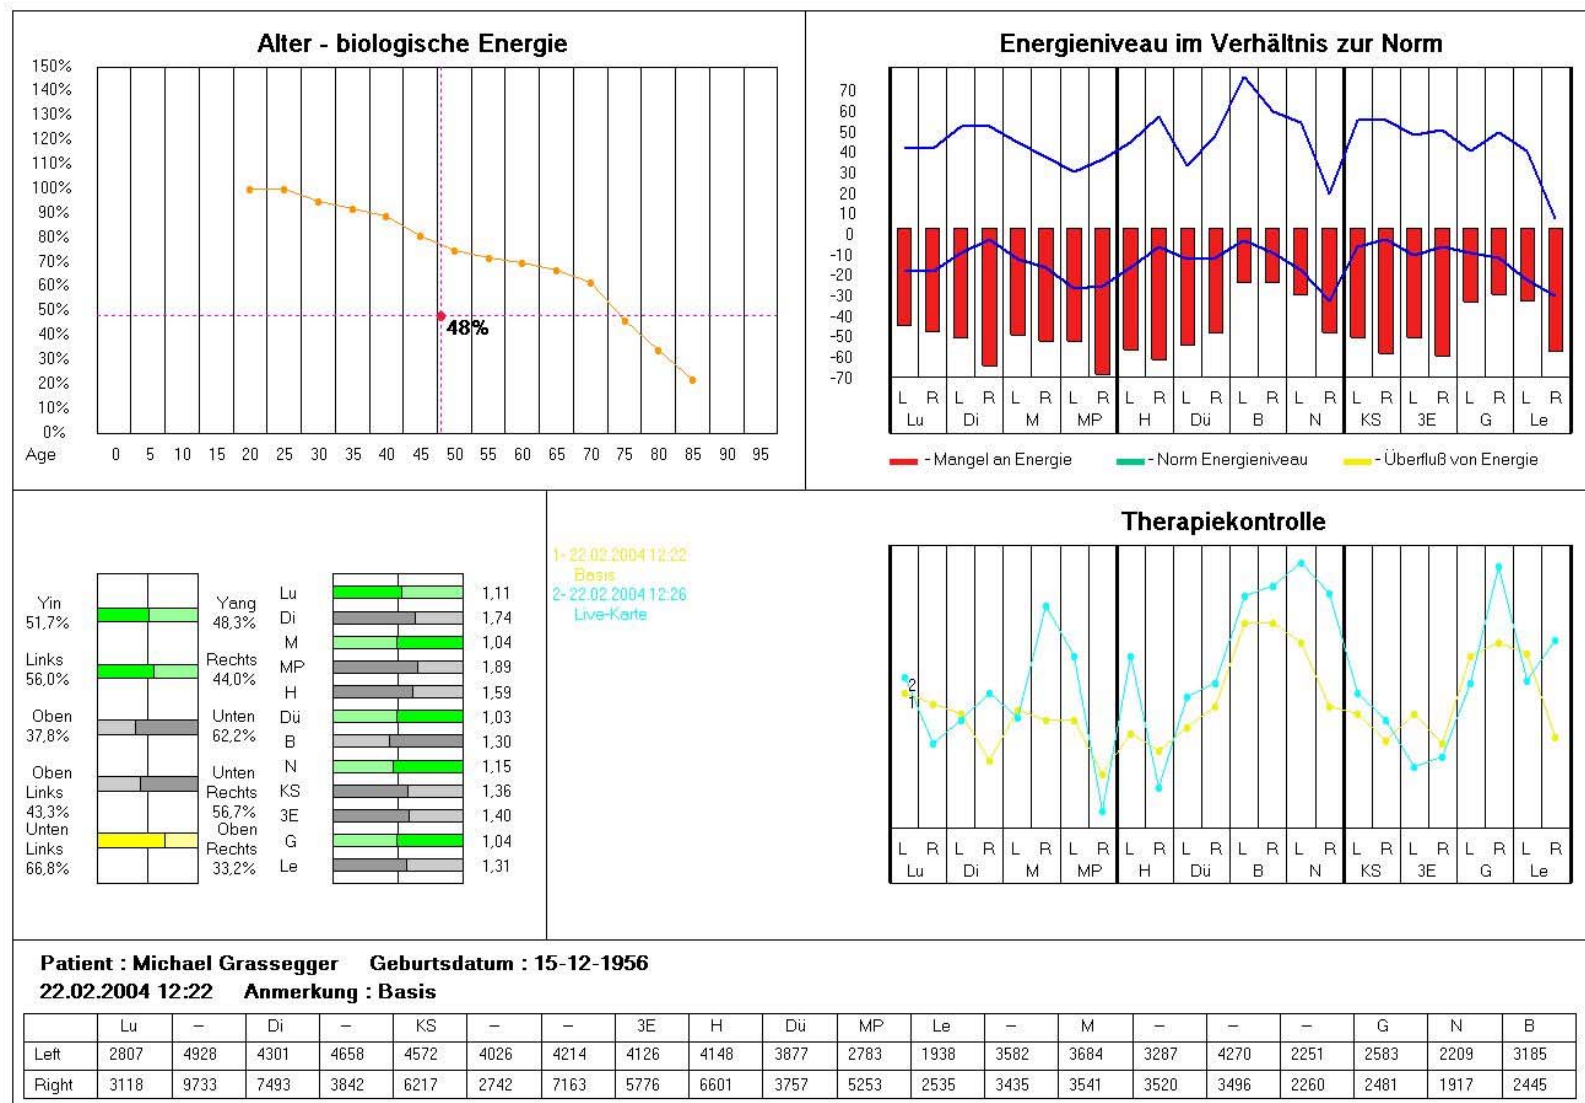 Alter - biologische Energie
150%
140%
130%
120%
110%
100%
90%
80%
70%
60%
50%
40%
30%
20%
10%
0%
48%
Age 0 5 10 15 20 25 30 35 40 45 50 55 60 65 70 75 80 85 90 95
Energieniveau im Verhältnis zur Norm
70
60
50
40
30
20
10
0
-10
-20
-30
-40
-50
-60
-70
L R L R L R L R L R L R L R L R L R L R L R L R
Lu Di M MP H Dü B N KS 3E G Le
- Mangel an Energie - Norm Energieniveau - Überfluß von Energie
Yin 51,7% Yang 48,3%
Links 56,0% Rechts 44,0%
Oben 37,8% Unten 62,2%
Oben Links 43,3% Unten Rechts 56,7%
Unten Links 66,8% Oben Rechts 33,2%
Lu 1,11
Di 1,74
M 1,04
MP 1,89
H 1,59
Dü 1,03
B 1,30
N 1,15
KS 1,36
3E 1,40
G 1,04
Le 1,31
1- 22.02.2004 12:22
Basis
2- 22.02.2004 12:26
Live-Karte
Therapiekontrolle
2
1
L R L R L R L R L R L R L R L R L R L R L R L R
Lu Di M MP H Dü B N KS 3E G Le
Patient : Michael Grassegger Geburtsdatum : 15-12-1956
22.02.2004 12:22 Anmerkung : Basis
Lu – Di – KS – – 3E H Dü MP Le – M – – – G N B
Left 2807 4928 4301 4658 4572 4026 4214 4126 4148 3877 2783 1938 3582 3684 3287 4270 2251 2583 2209 3185
Right 3118 9733 7493 3842 6217 2742 7163 5776 6601 3757 5253 2535 3435 3541 3520 3496 2260 2481 1917 2445